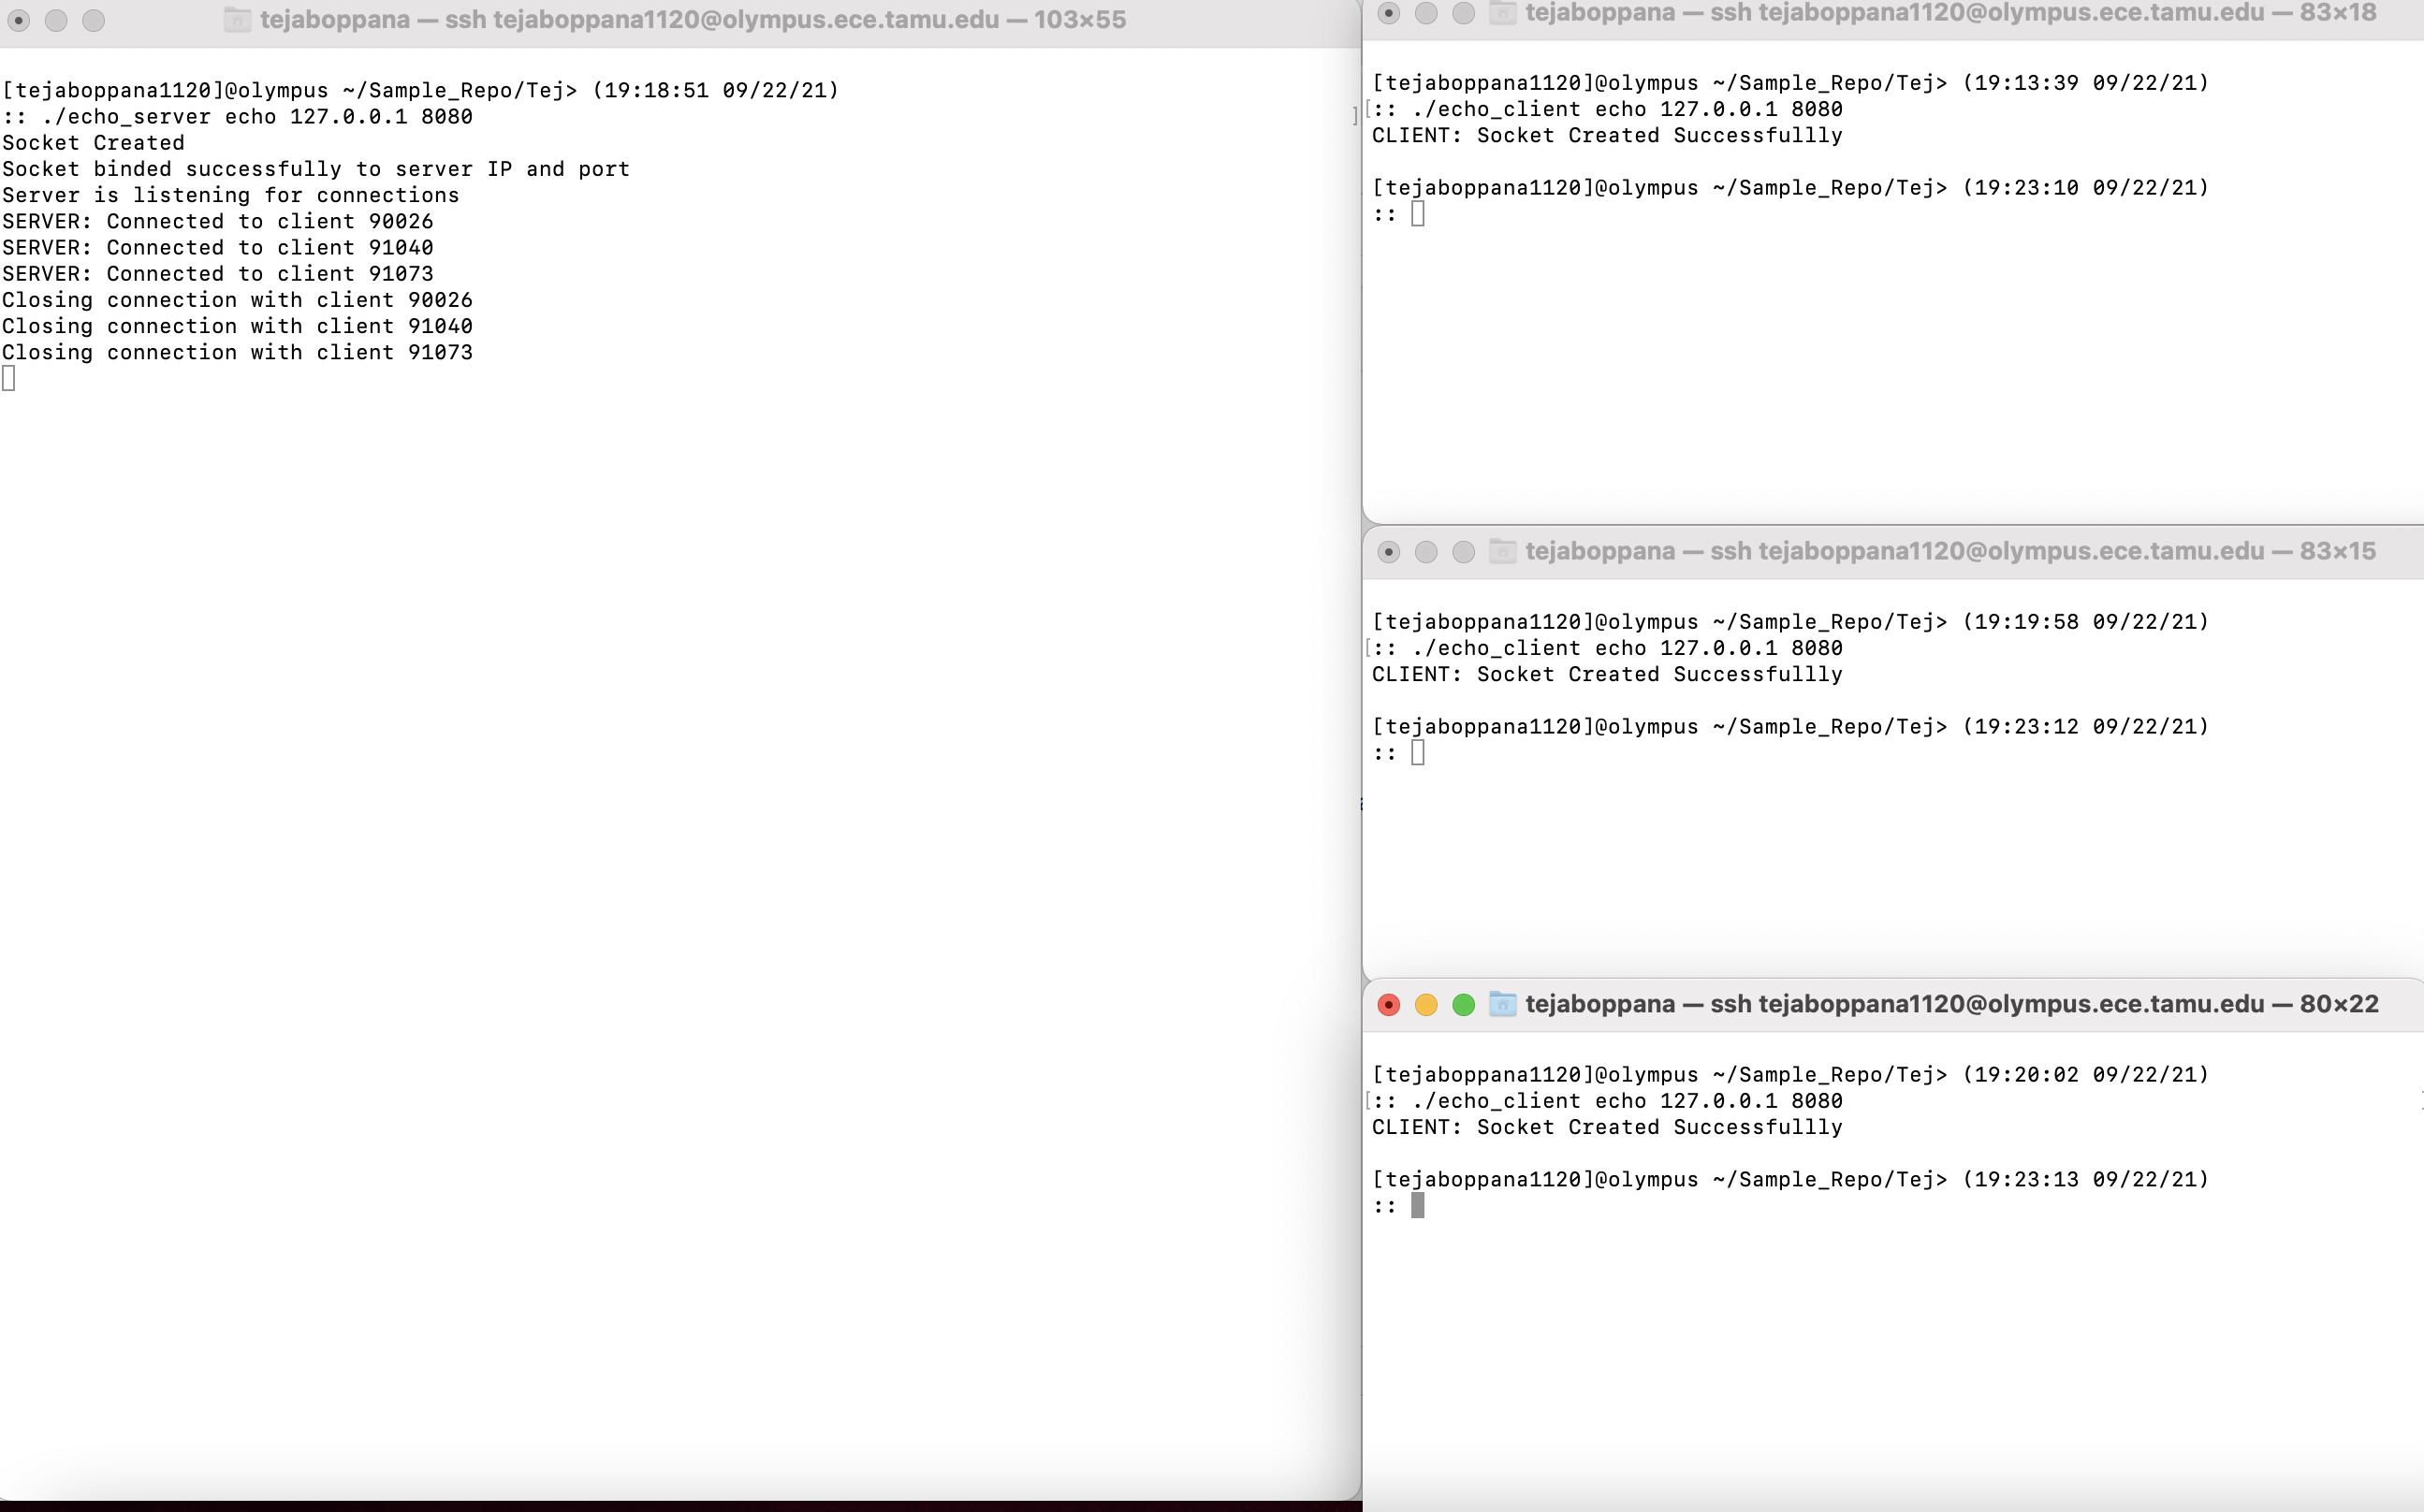 tejaboppana — ssh tejaboppana1120@olympus.ece.tamu.edu — 103×55
[tejaboppana1120]@olympus ~/Sample_Repo/Tej> (19:18:51 09/22/21)
:: ./echo_server echo 127.0.0.1 8080
Socket Created
Socket binded successfully to server IP and port
Server is listening for connections
SERVER: Connected to client 90026
SERVER: Connected to client 91040
SERVER: Connected to client 91073
Closing connection with client 90026
Closing connection with client 91040
Closing connection with client 91073
tejaboppana — ssh tejaboppana1120@olympus.ece.tamu.edu — 83×18
[tejaboppana1120]@olympus ~/Sample_Repo/Tej> (19:13:39 09/22/21)
[:: ./echo_client echo 127.0.0.1 8080
CLIENT: Socket Created Successfullly
[tejaboppana1120]@olympus ~/Sample_Repo/Tej> (19:23:10 09/22/21)
::
tejaboppana — ssh tejaboppana1120@olympus.ece.tamu.edu — 83×15
[tejaboppana1120]@olympus ~/Sample_Repo/Tej> (19:19:58 09/22/21)
[:: ./echo_client echo 127.0.0.1 8080
CLIENT: Socket Created Successfullly
[tejaboppana1120]@olympus ~/Sample_Repo/Tej> (19:23:12 09/22/21)
::
tejaboppana — ssh tejaboppana1120@olympus.ece.tamu.edu — 80×22
[tejaboppana1120]@olympus ~/Sample_Repo/Tej> (19:20:02 09/22/21)
[:: ./echo_client echo 127.0.0.1 8080
CLIENT: Socket Created Successfullly
[tejaboppana1120]@olympus ~/Sample_Repo/Tej> (19:23:13 09/22/21)
::